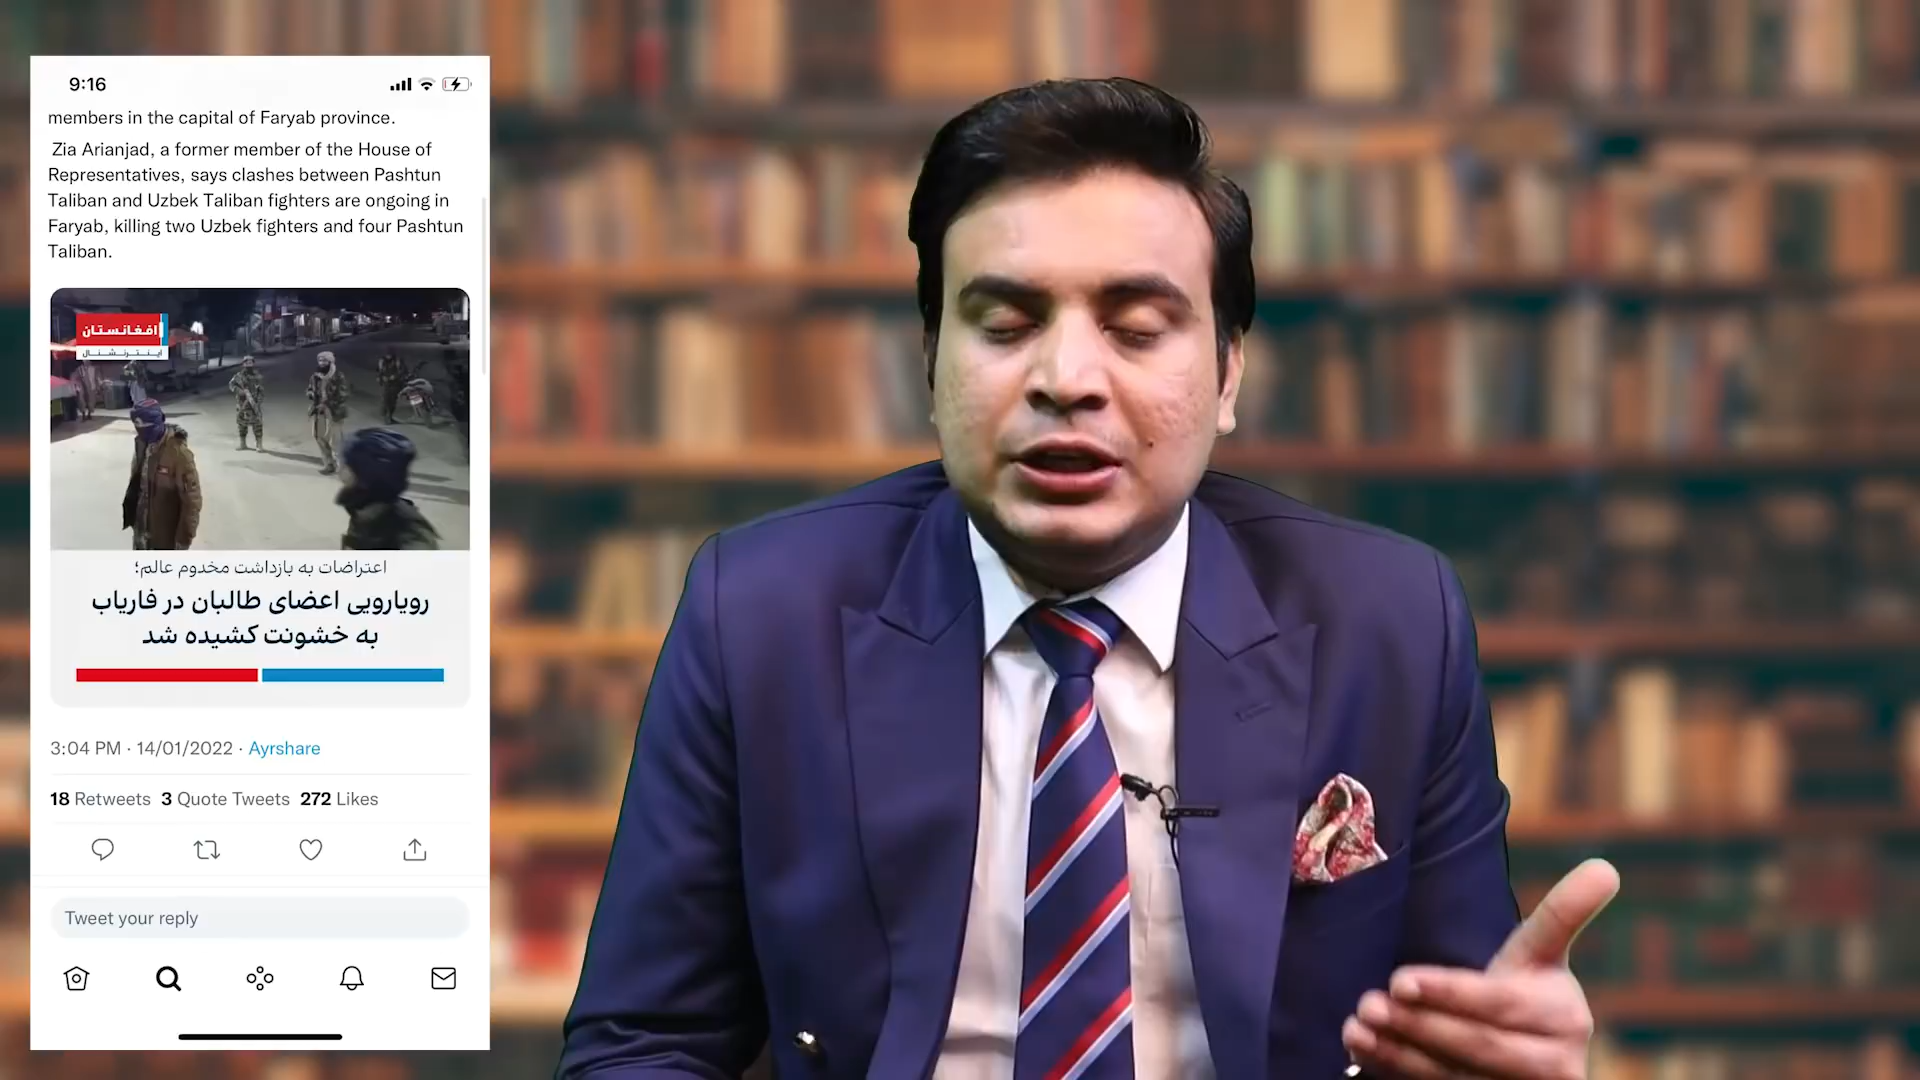 9:16
members in the capital of Faryab province.
Zia Arianjad, a former member of the House of
Representatives, says clashes between Pashtun
Taliban and Uzbek Taliban fighters are ongoing in
Faryab, killing two Uzbek fighters and four Pashtun
Taliban.
افغانستان
اینترنشنال
اعتراضات به بازداشت مخدوم عالم؛
رویارویی اعضای طالبان در فاریاب
به خشونت کشیده شد
3:04 PM · 14/01/2022 · Ayrshare
18 Retweets 3 Quote Tweets 272 Likes
Tweet your reply